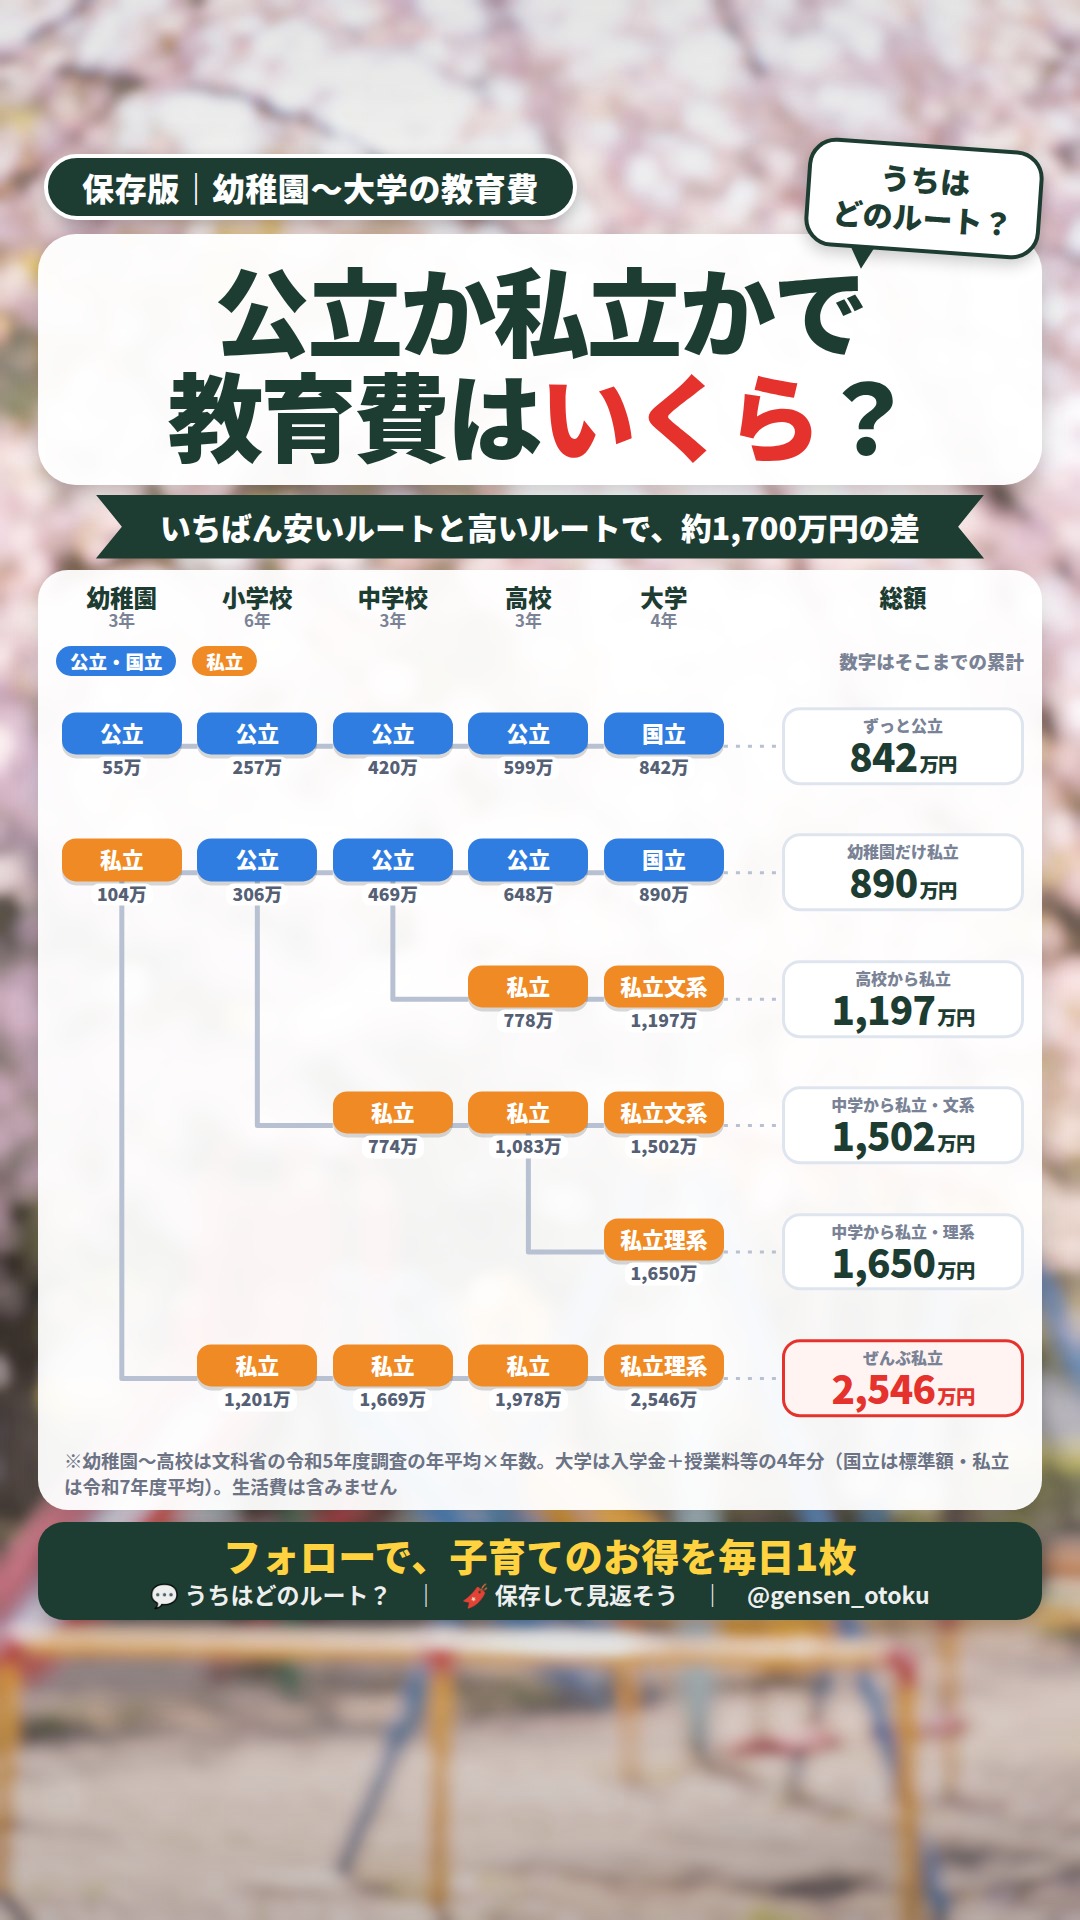 保存版｜幼稚園〜大学の教育費
うちは
どのルート？
公立か私立かで
教育費はいくら？
いちばん安いルートと高いルートで、約1,700万円の差
幼稚園 小学校 中学校 高校 大学 総額
3年 6年 3年 3年 4年
公立・国立 私立 数字はそこまでの累計
公立 公立 公立 公立 国立 ずっと公立
55万 257万 420万 599万 842万 842万円
私立 公立 公立 公立 国立 幼稚園だけ私立
104万 306万 469万 648万 890万 890万円
私立 私立文系 高校から私立
778万 1,197万 1,197万円
私立 私立 私立文系 中学から私立・文系
774万 1,083万 1,502万 1,502万円
私立理系 中学から私立・理系
1,650万 1,650万円
私立 私立 私立 私立理系 ぜんぶ私立
1,201万 1,669万 1,978万 2,546万 2,546万円
※幼稚園〜高校は文科省の令和5年度調査の年平均×年数。大学は入学金＋授業料等の4年分（国立は標準額・私立
は令和7年度平均）。生活費は含みません
フォローで、子育てのお得を毎日1枚
💬 うちはどのルート？ ｜ 🔖 保存して見返そう ｜ @gensen_otoku